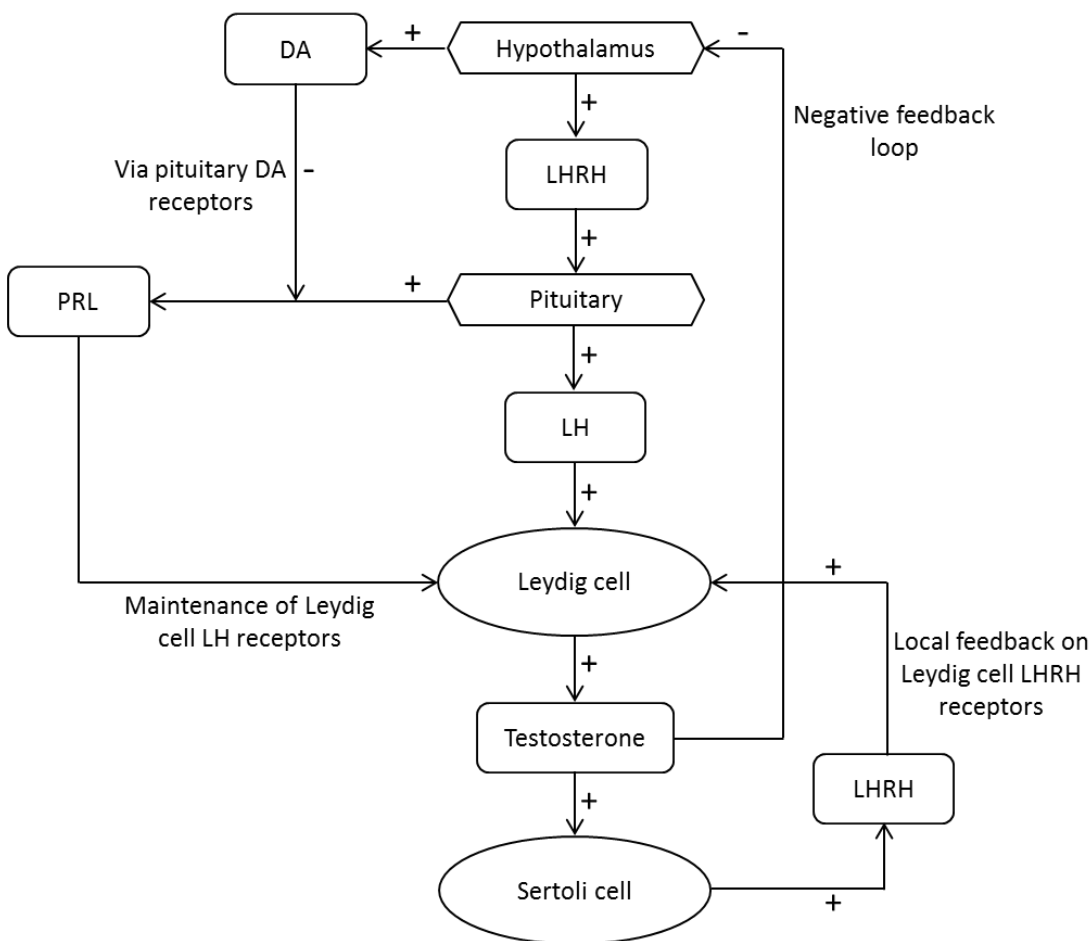 DA
+
Hypothalamus
-
+
Negative feedback
loop
Via pituitary DA
receptors
-
LHRH
+
PRL
+
Pituitary
+
LH
+
Leydig cell
+
Maintenance of Leydig
cell LH receptors
+
Local feedback on
Leydig cell LHRH
receptors
Testosterone
+
LHRH
Sertoli cell
+